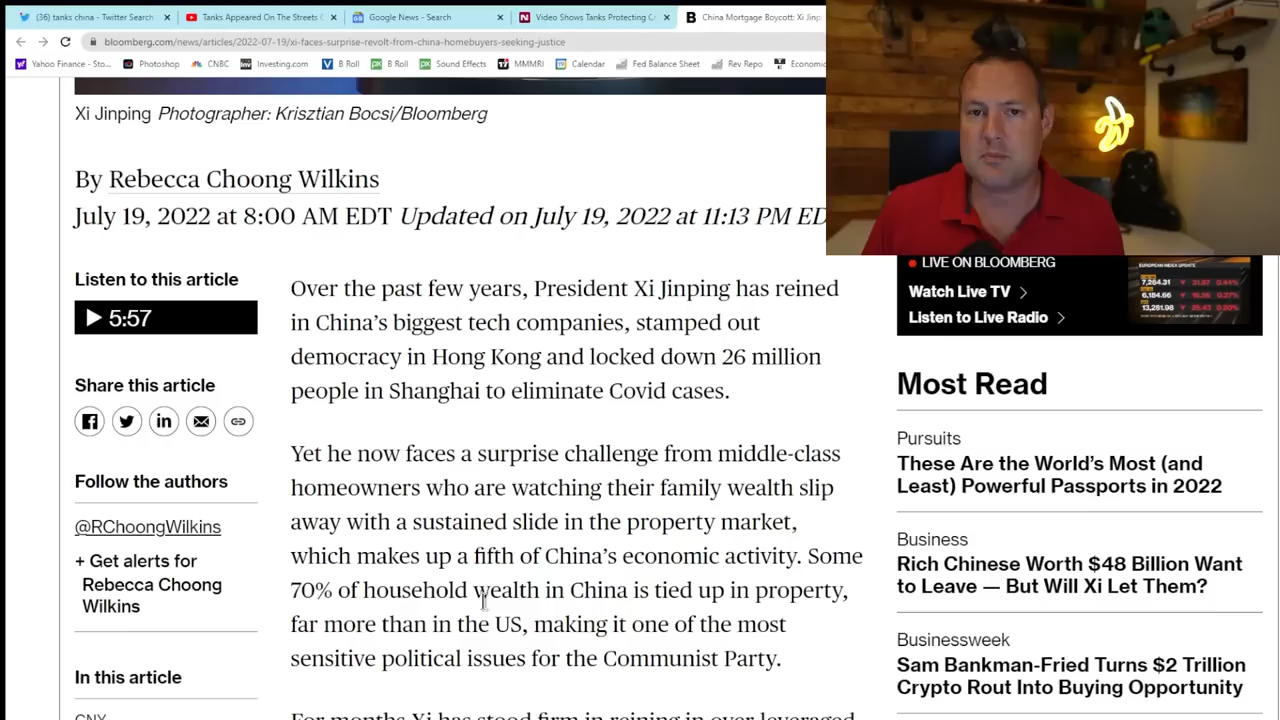 (36) tanks china - Twitter Search
Tanks Appeared On The Streets
Google News - Search
Video Shows Tanks Protecting
China Mortgage Boycott: Xi Jinp
bloomberg.com/news/articles/2022-07-19/xi-faces-surprise-revolt-from-china-homebuyers-seeking-justice
Yahoo Finance - Sto... Photoshop CNBC Investing.com B Roll B Roll Sound Effects MMMRI Calendar Fed Balance Sheet Rev Repo Economic
Xi Jinping Photographer: Krisztian Bocsi/Bloomberg
By Rebecca Choong Wilkins
July 19, 2022 at 8:00 AM EDT Updated on July 19, 2022 at 11:13 PM ED
Listen to this article
5:57
Share this article
Follow the authors
@RChoongWilkins
+ Get alerts for
Rebecca Choong
Wilkins
In this article
CNY
Over the past few years, President Xi Jinping has reined
in China's biggest tech companies, stamped out
democracy in Hong Kong and locked down 26 million
people in Shanghai to eliminate Covid cases.
Yet he now faces a surprise challenge from middle-class
homeowners who are watching their family wealth slip
away with a sustained slide in the property market,
which makes up a fifth of China's economic activity. Some
70% of household wealth in China is tied up in property,
far more than in the US, making it one of the most
sensitive political issues for the Communist Party.
For months Xi has stood firm in reining in over-leveraged
LIVE ON BLOOMBERG
Watch Live TV
Listen to Live Radio
EUROPEAN INDEX UPDATE
Most Read
Pursuits
These Are the World's Most (and
Least) Powerful Passports in 2022
Business
Rich Chinese Worth $48 Billion Want
to Leave — But Will Xi Let Them?
Businessweek
Sam Bankman-Fried Turns $2 Trillion
Crypto Rout Into Buying Opportunity